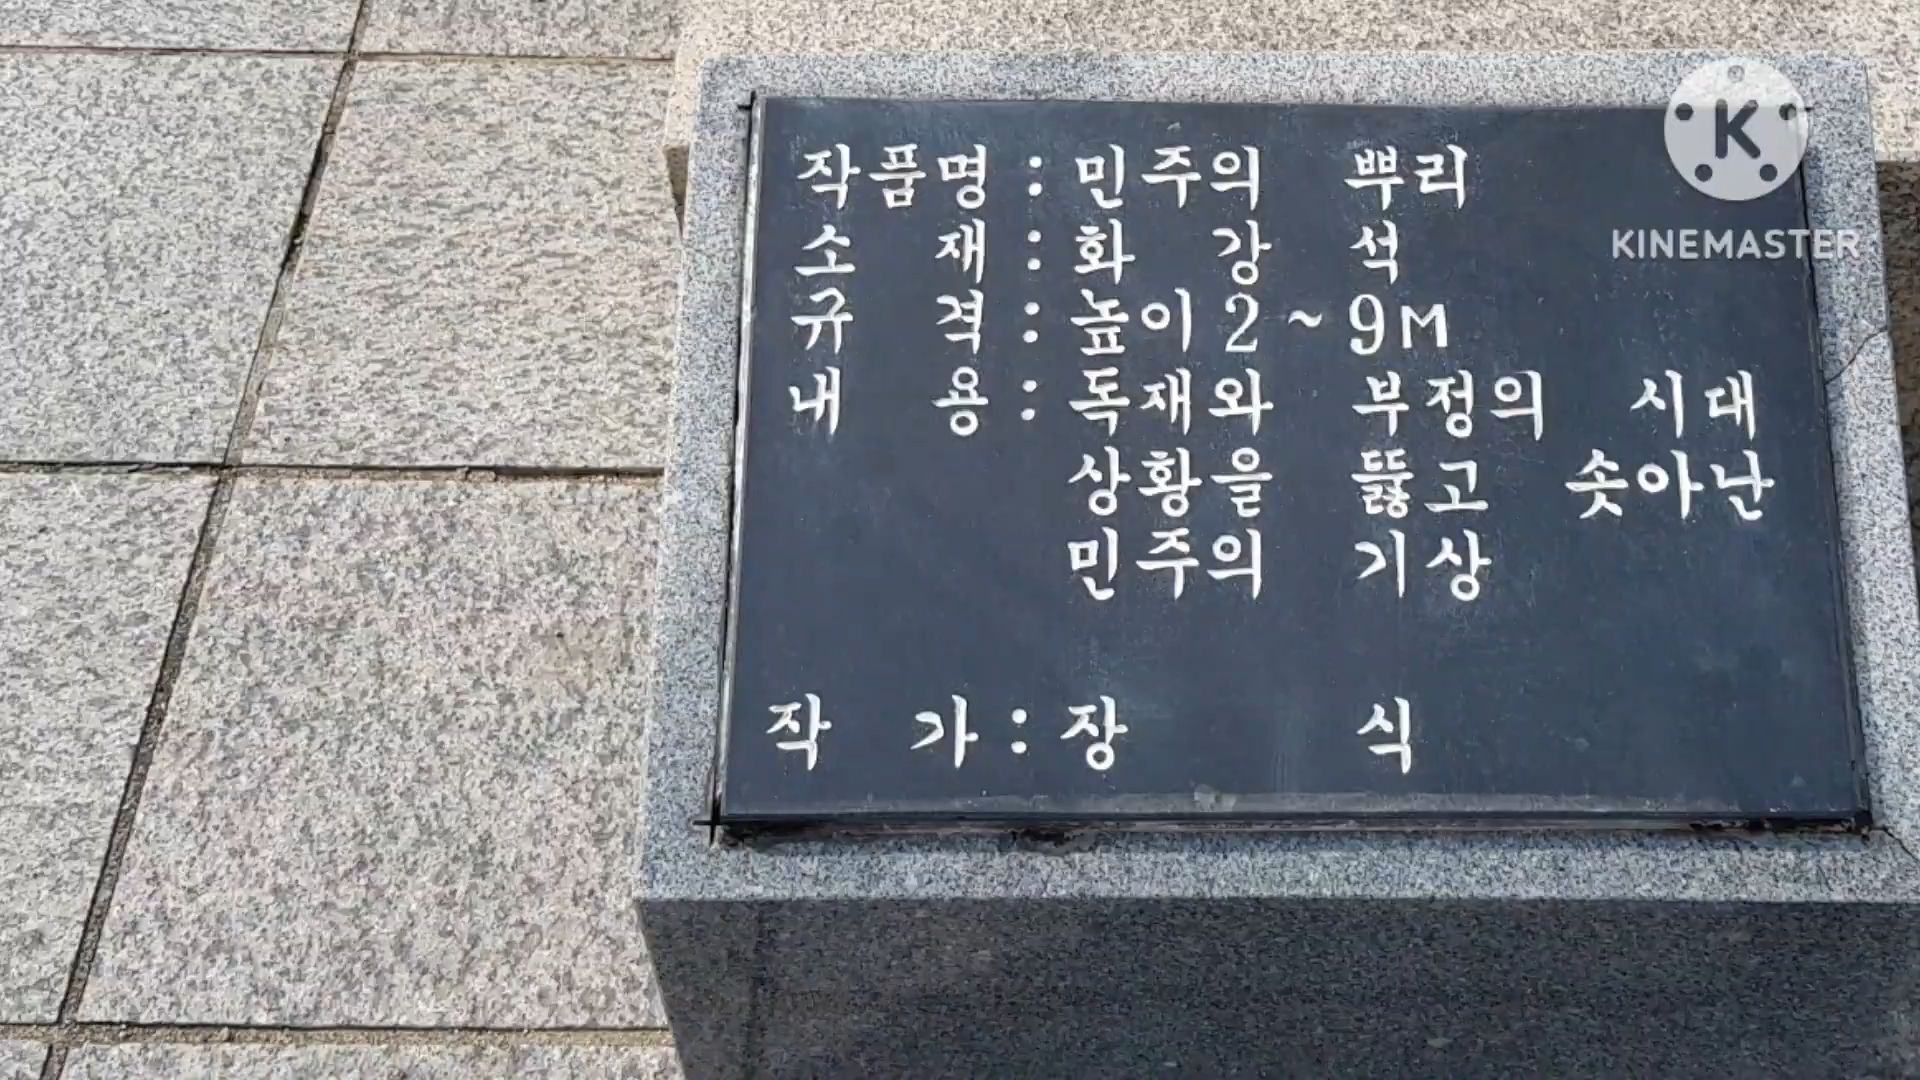 작품명 : 민주의 뿌리
소 재 : 화 강 석
규 격 : 높이 2 ~ 9M
내 용 : 독재와 부정의 시대
상황을 뚫고 솟아난
민주의 기상
작 가 : 장 식
K
KINEMASTER